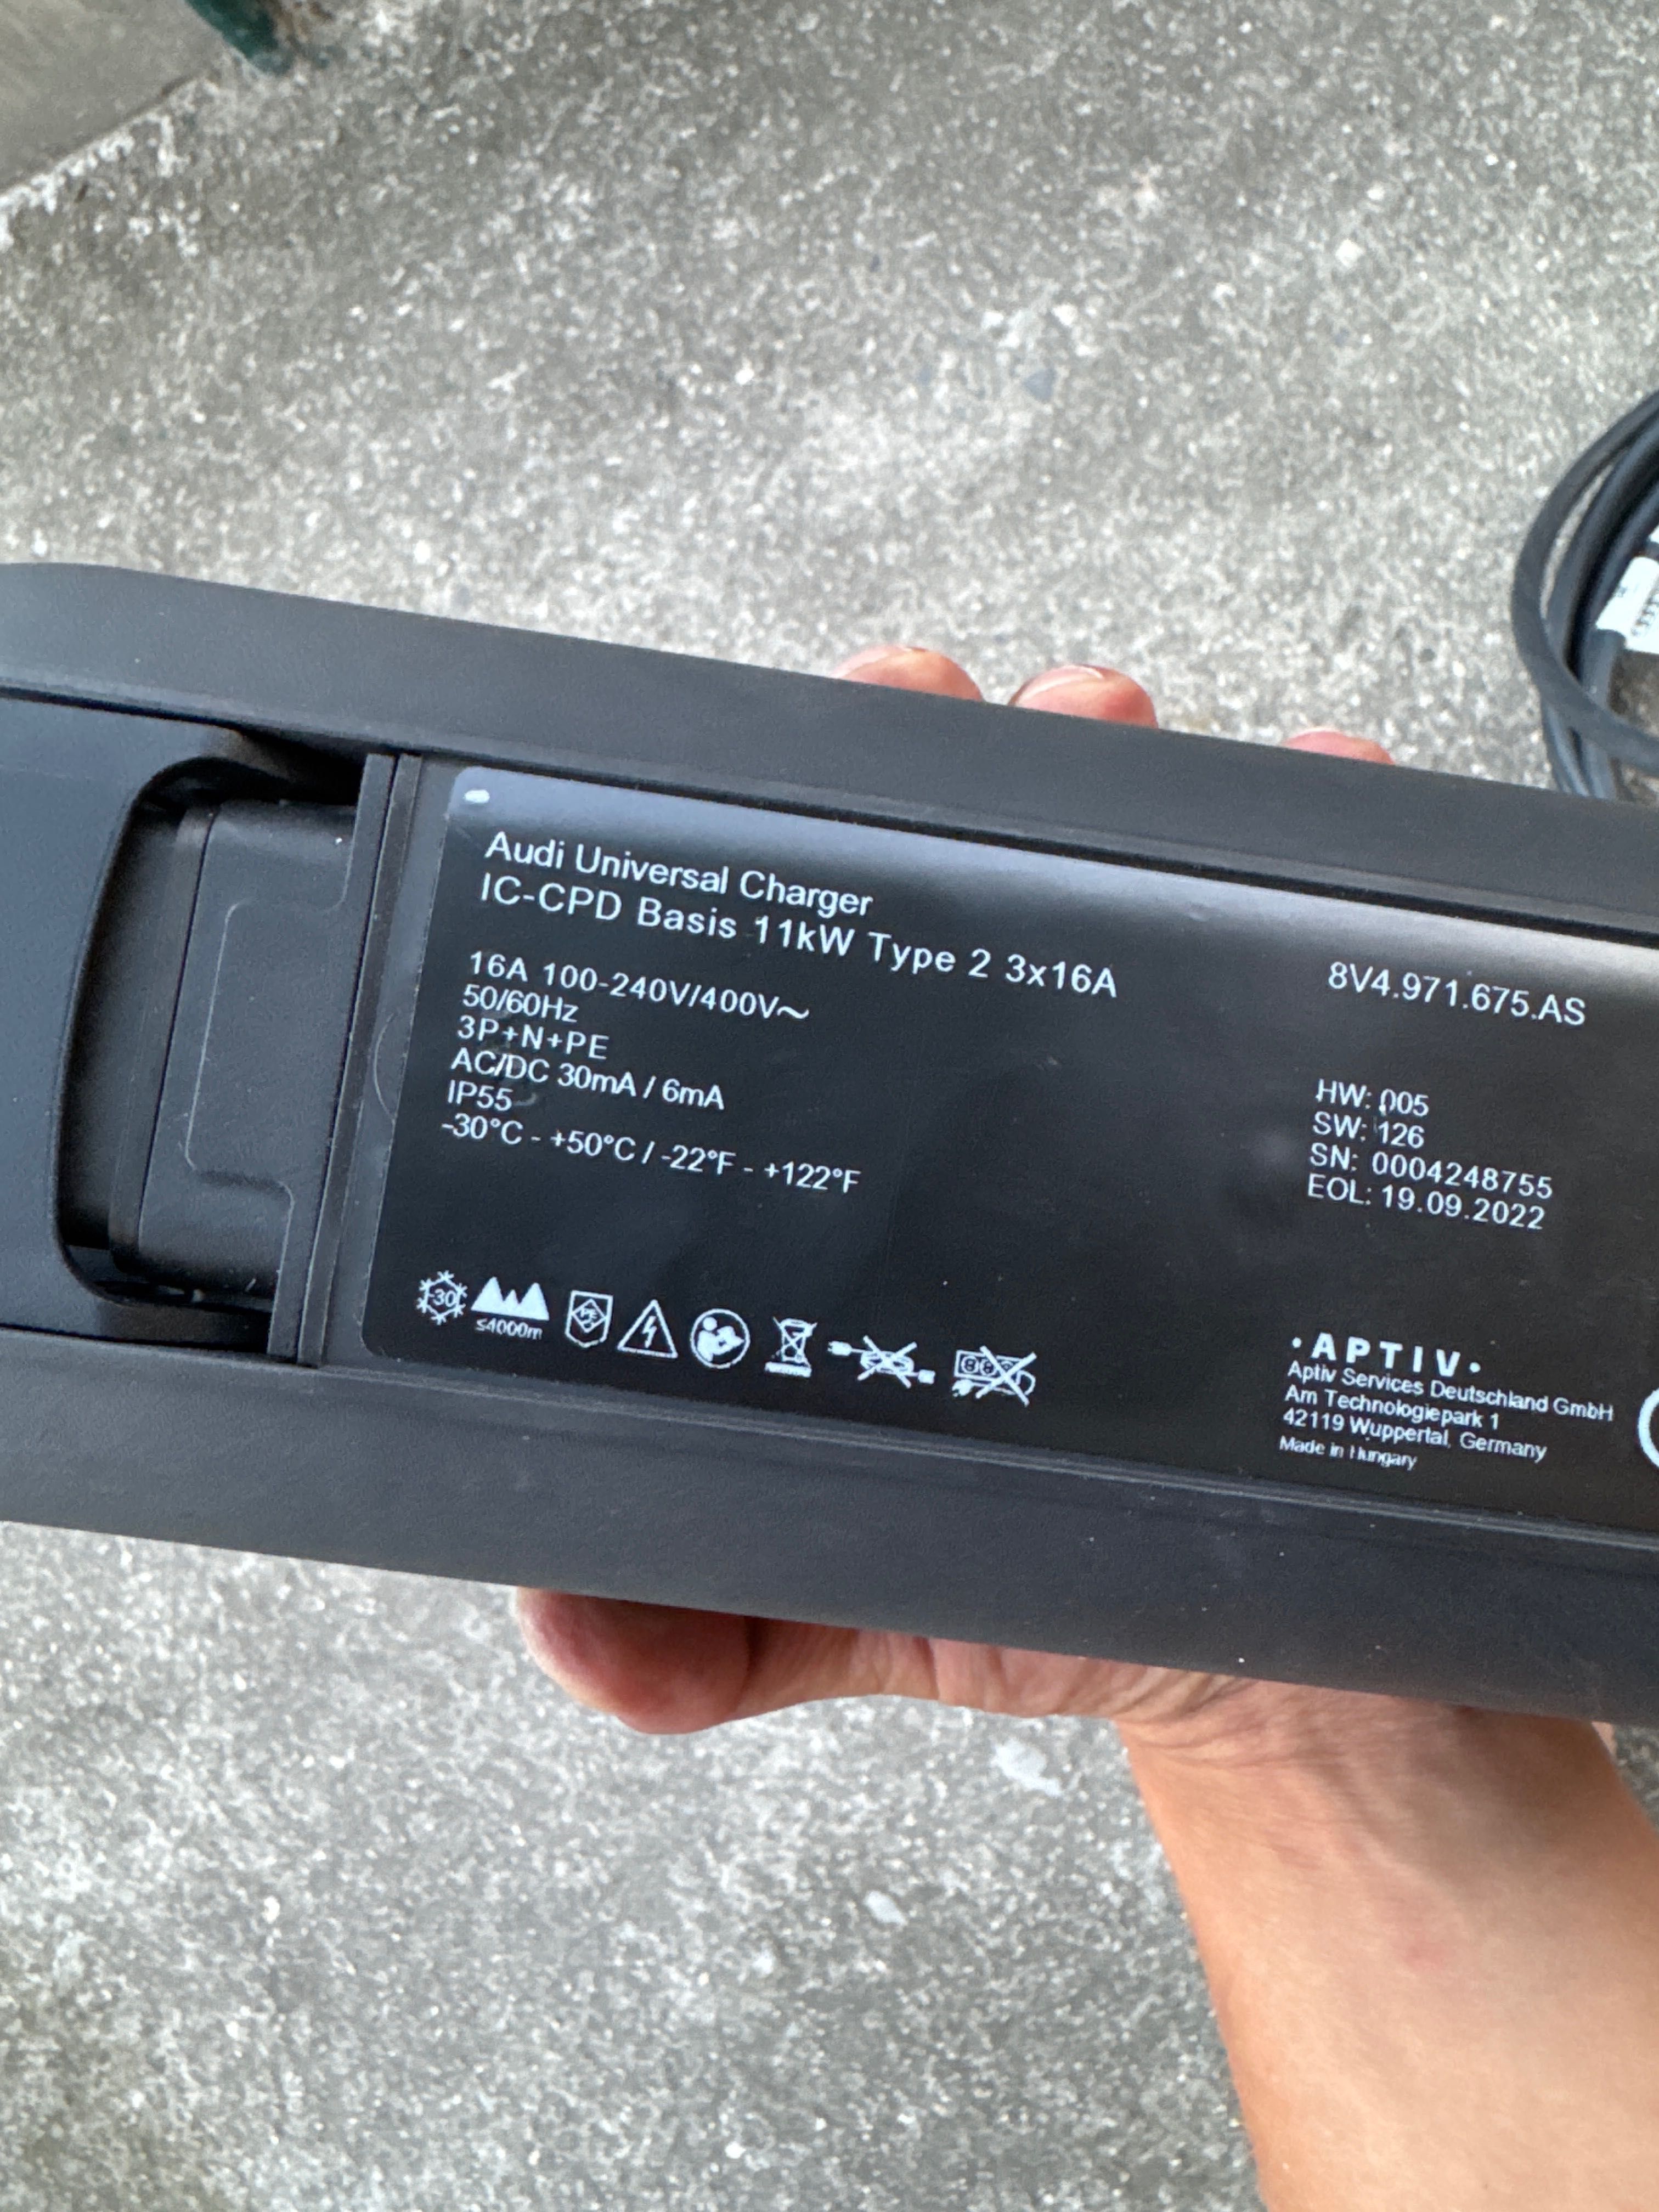 Audi Universal Charger
IC-CPD Basis 11kW Type 2 3x16A
8V4.971.675.AS
16A 100-240V/400V~
50/60Hz
3P+N+PE
AC/DC 30mA / 6mA
IP55
-30°C - +50°C / -22°F - +122°F
HW: 005
SW: 126
SN: 0004248755
EOL: 19.09.2022
-30
≤4000m
PE
• APTIV •
Aptiv Services Deutschland GmbH
Am Technologiepark 1
42119 Wuppertal, Germany
Made in Hungary